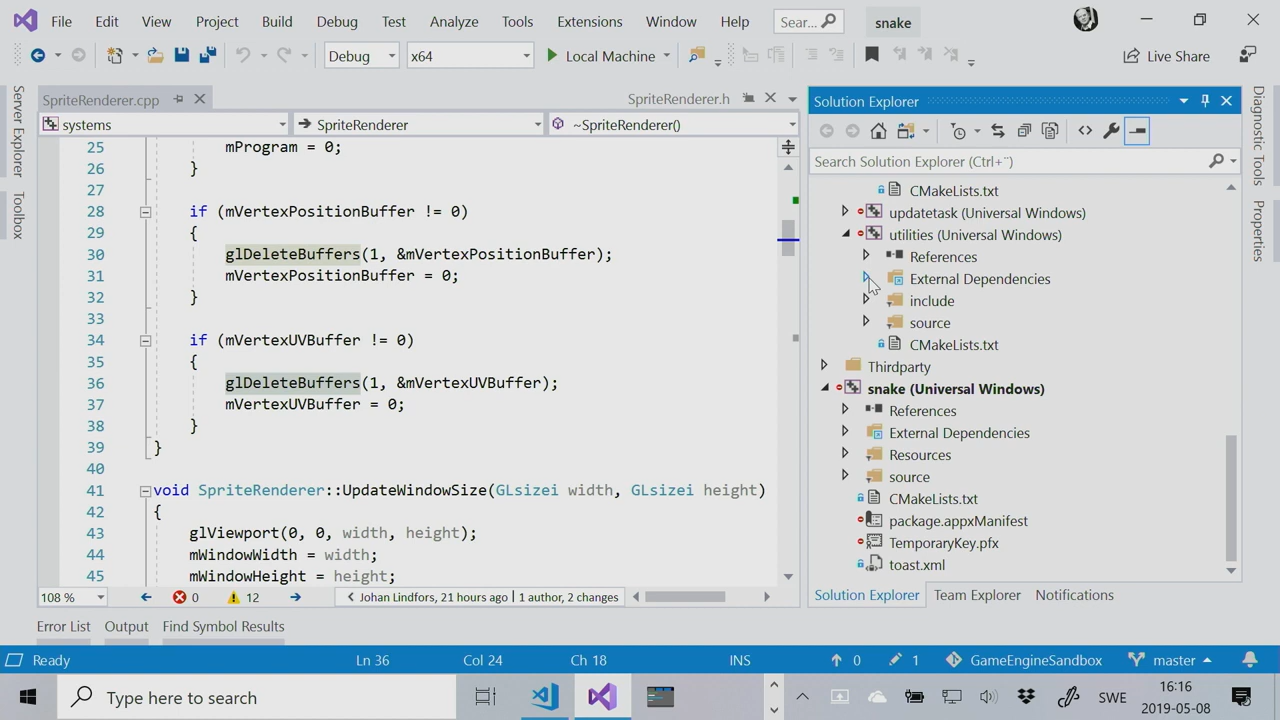 File Edit View Project Build Debug Test Analyze Tools Extensions Window Help Sear... snake
Debug x64 Local Machine Live Share
Server Explorer
Toolbox
SpriteRenderer.cpp SpriteRenderer.h
systems SpriteRenderer ~SpriteRenderer()
25 mProgram = 0;
26 }
27
28 if (mVertexPositionBuffer != 0)
29 {
30 glDeleteBuffers(1, &mVertexPositionBuffer);
31 mVertexPositionBuffer = 0;
32 }
33
34 if (mVertexUVBuffer != 0)
35 {
36 glDeleteBuffers(1, &mVertexUVBuffer);
37 mVertexUVBuffer = 0;
38 }
39 }
40
41 void SpriteRenderer::UpdateWindowSize(GLsizei width, GLsizei height)
42 {
43 glViewport(0, 0, width, height);
44 mWindowWidth = width;
45 mWindowHeight = height;
108 % 0 12 Johan Lindfors, 21 hours ago | 1 author, 2 changes
Solution Explorer
Search Solution Explorer (Ctrl+¨)
CMakeLists.txt
updatetask (Universal Windows)
utilities (Universal Windows)
References
External Dependencies
include
source
CMakeLists.txt
Thirdparty
snake (Universal Windows)
References
External Dependencies
Resources
source
CMakeLists.txt
package.appxManifest
TemporaryKey.pfx
toast.xml
Solution Explorer Team Explorer Notifications
Diagnostic Tools
Properties
Error List Output Find Symbol Results
Ready Ln 36 Col 24 Ch 18 INS 0 1 GameEngineSandbox master
Type here to search SWE 16:16
2019-05-08